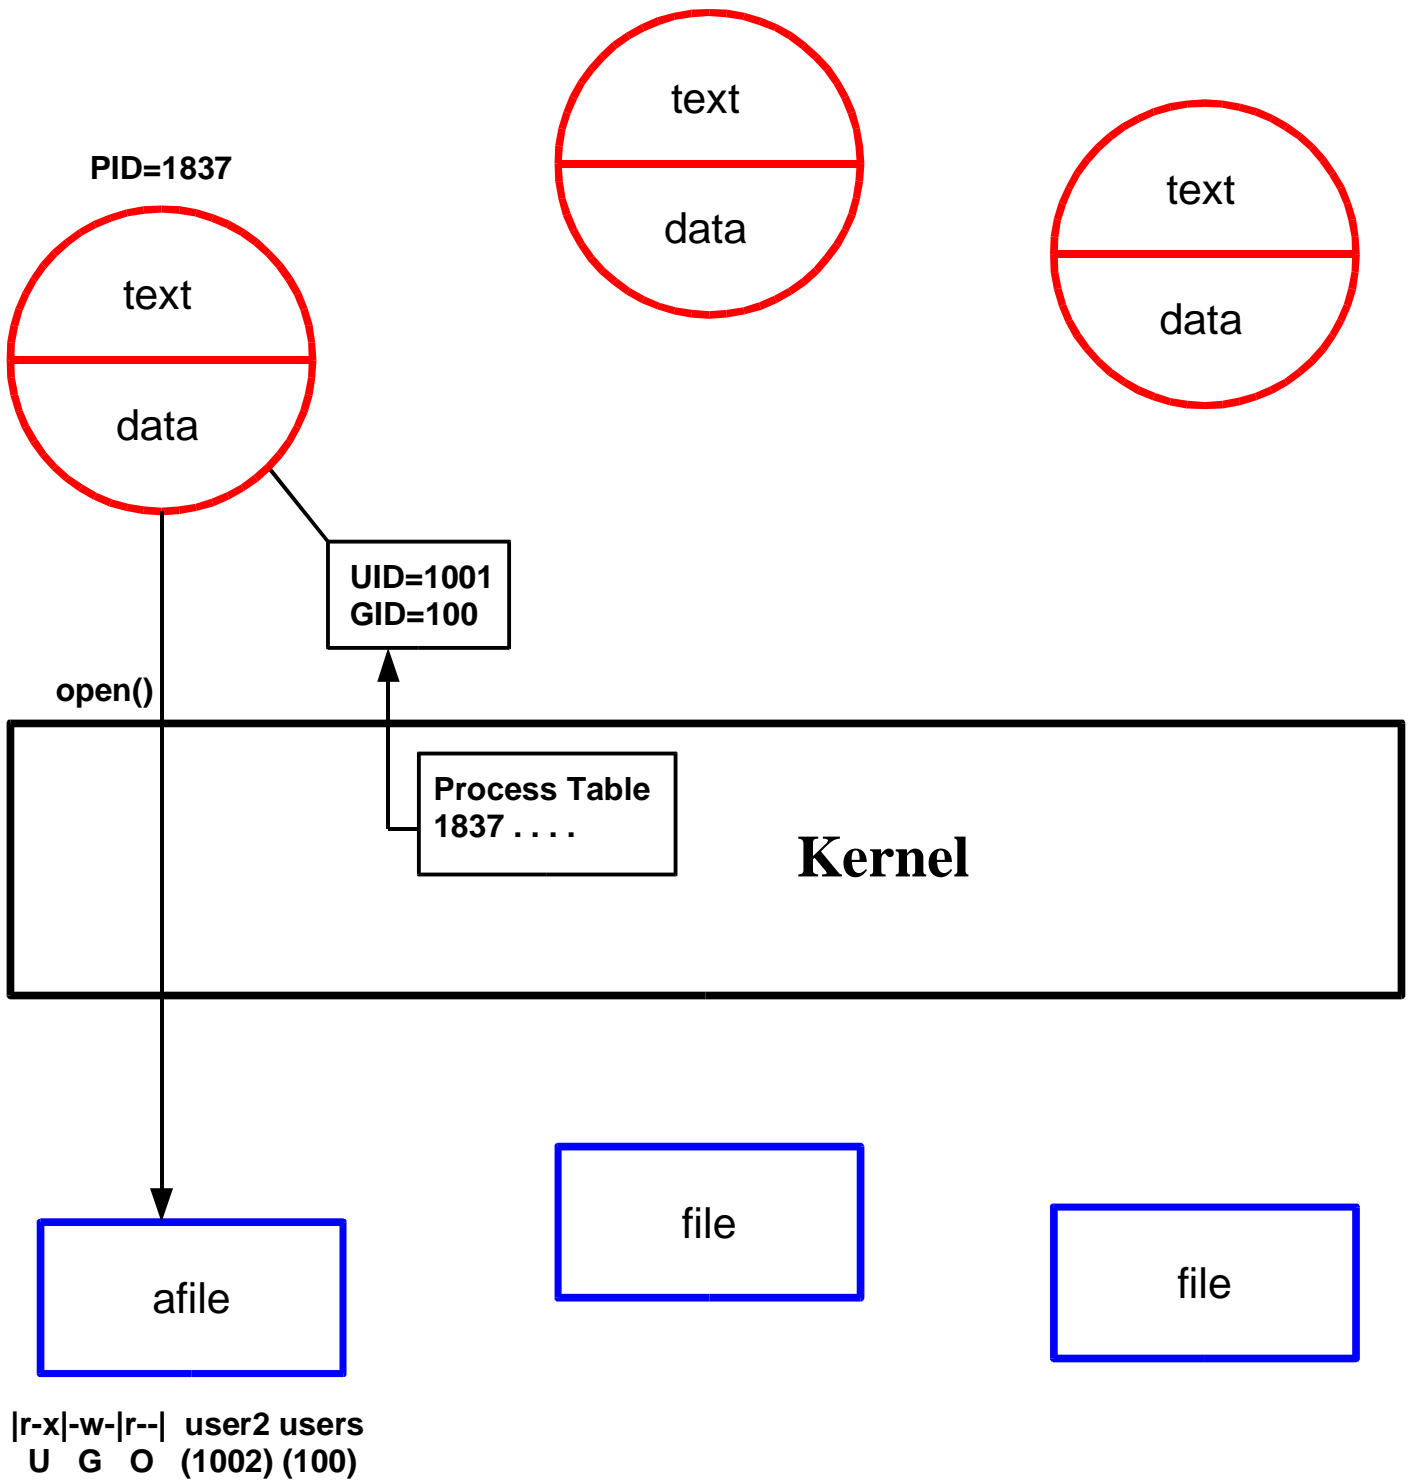 text
data
text
data
PID=1837
text
data
UID=1001
GID=100
open()
Process Table
1837 . . . .
Kernel
file
file
afile
|r-x|-w-|r--| user2 users
U G O (1002) (100)